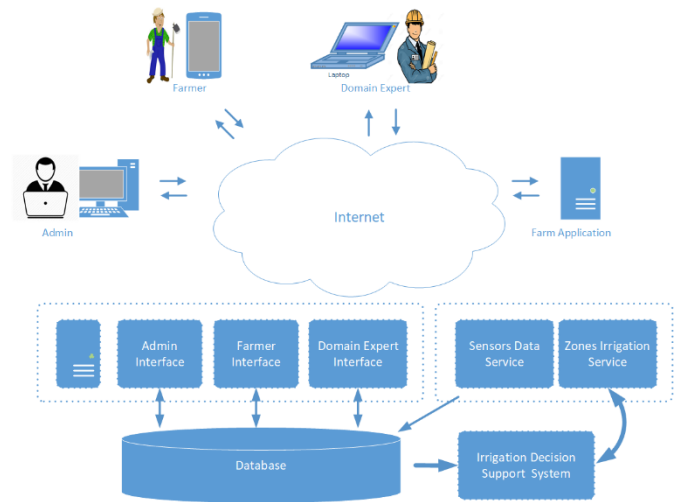 Laptop
Farmer
Domain Expert
Internet
Admin
Farm Application
Admin
Interface
Farmer
Interface
Domain Expert
Interface
Sensors Data
Service
Zones Irrigation
Service
Database
Irrigation Decision
Support System